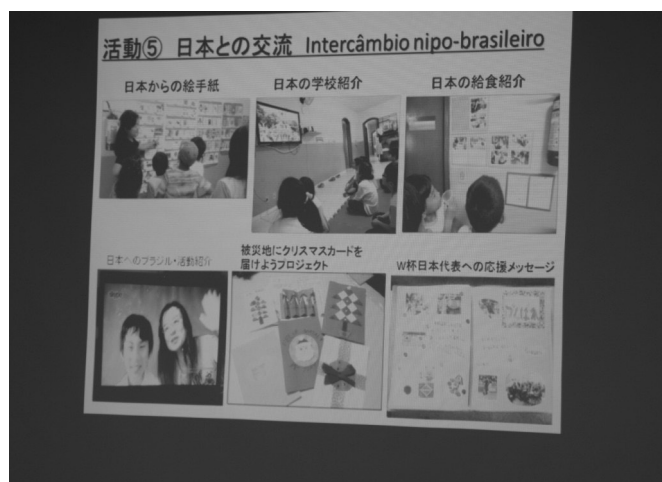 活動⑤ 日本との交流 Intercâmbio nipo-brasileiro
日本からの絵手紙
日本の学校紹介
日本の給食紹介
日本へのブラジル・活動紹介
被災地にクリスマスカードを
届けようプロジェクト
W杯日本代表への応援メッセージ